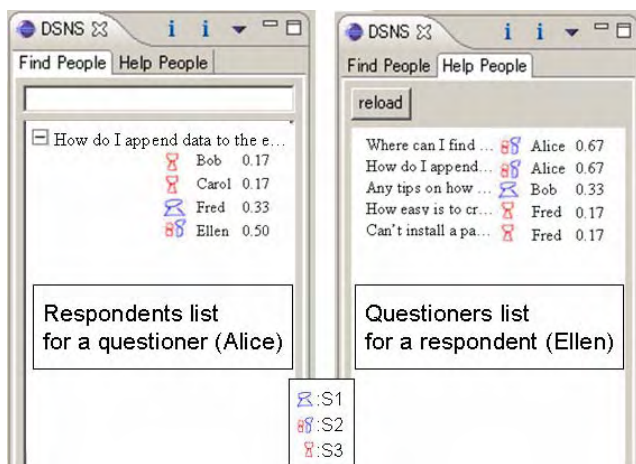 DSNS
i i
Find People Help People
How do I append data to the e...
Bob 0.17
Carol 0.17
Fred 0.33
Ellen 0.50
Respondents list
for a questioner (Alice)
DSNS
i i
Find People Help People
reload
Where can I find ... Alice 0.67
How do I append... Alice 0.67
Any tips on how ... Bob 0.33
How easy is to cr... Fred 0.17
Can't install a pa... Fred 0.17
Questioners list
for a respondent (Ellen)
:S1
:S2
:S3